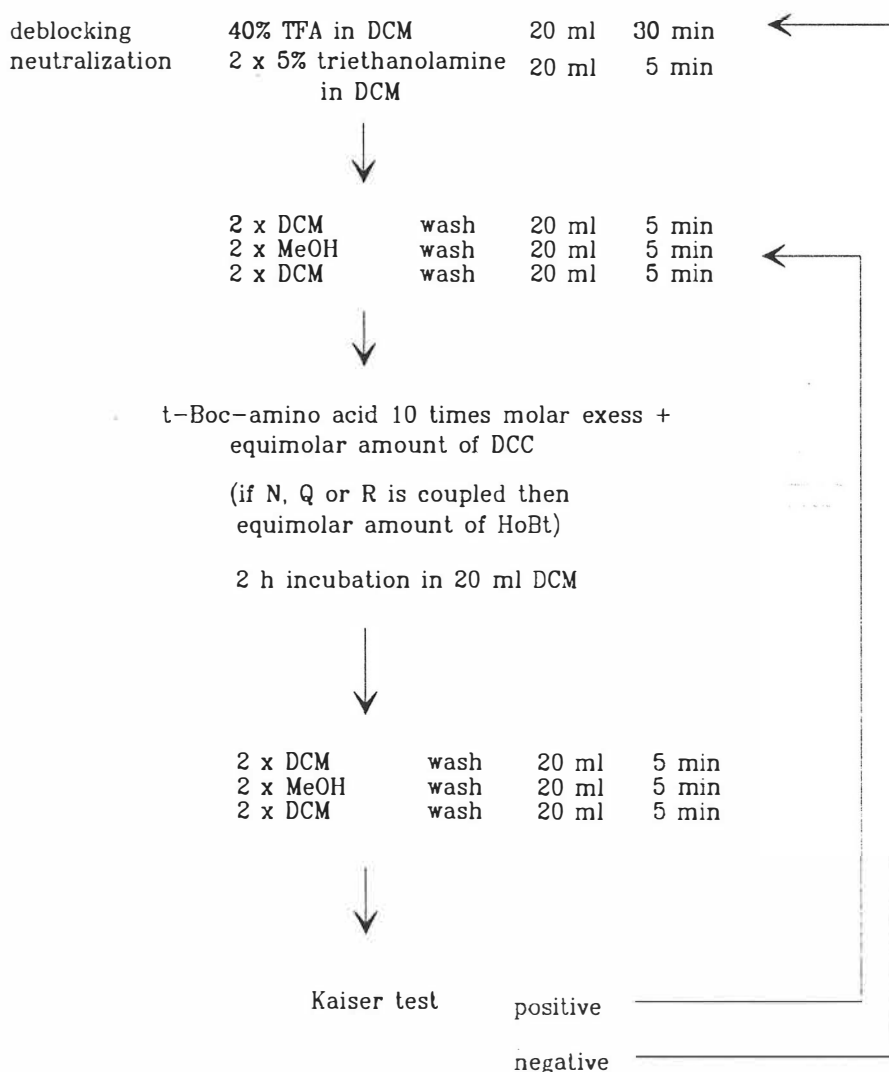 deblocking 40% TFA in DCM 20 ml 30 min
neutralization 2 x 5% triethanolamine 20 ml 5 min
in DCM
2 x DCM wash 20 ml 5 min
2 x MeOH wash 20 ml 5 min
2 x DCM wash 20 ml 5 min
t-Boc-amino acid 10 times molar exess +
equimolar amount of DCC
(if N, Q or R is coupled then
equimolar amount of HoBt)
2 h incubation in 20 ml DCM
2 x DCM wash 20 ml 5 min
2 x MeOH wash 20 ml 5 min
2 x DCM wash 20 ml 5 min
Kaiser test positive
negative